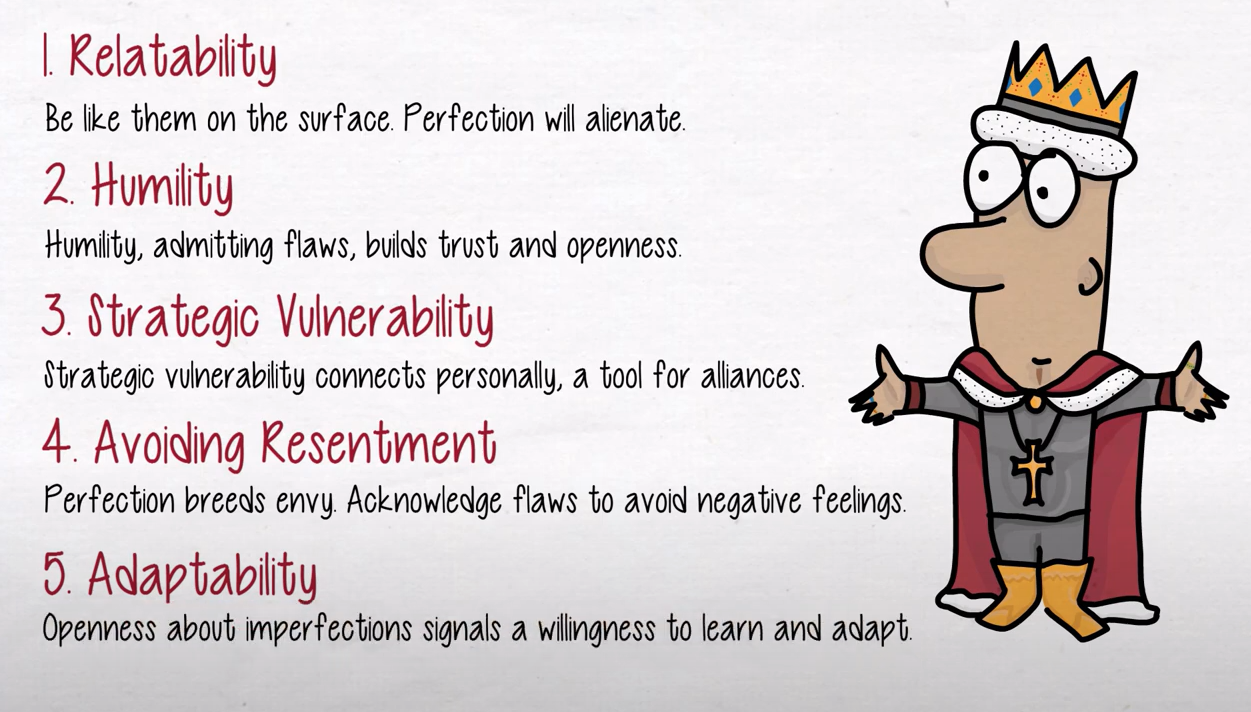 1. Relatability
Be like them on the surface. Perfection will alienate.
2. Humility
Humility, admitting flaws, builds trust and openness.
3. Strategic Vulnerability
Strategic vulnerability connects personally, a tool for alliances.
4. Avoiding Resentment
Perfection breeds envy. Acknowledge flaws to avoid negative feelings.
5. Adaptability
Openness about imperfections signals a willingness to learn and adapt.